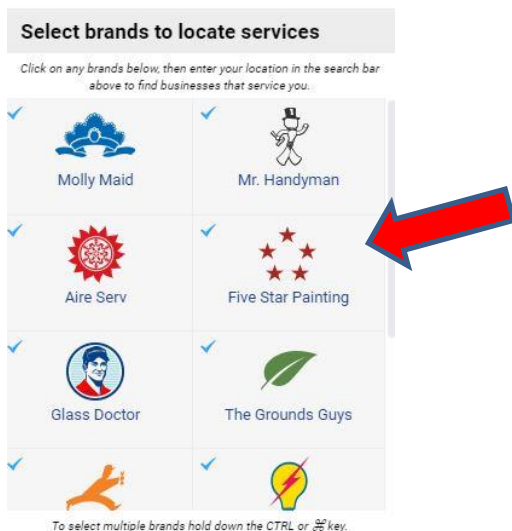 Select brands to locate services
Click on any brands below, then enter your location in the search bar
above to find businesses that service you.
Molly Maid
Mr. Handyman
Aire Serv
Five Star Painting
Glass Doctor
The Grounds Guys
To select multiple brands hold down the CTRL or ⌘ key.